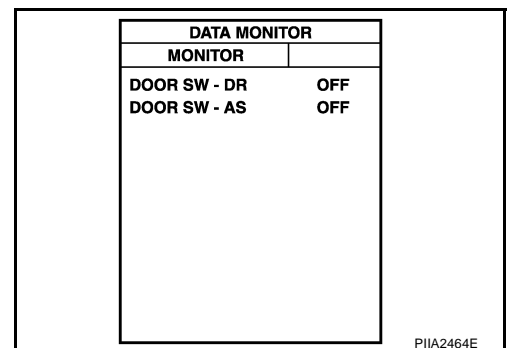 DATA MONITOR
MONITOR
DOOR SW - DR OFF
DOOR SW - AS OFF
PIIA2464E